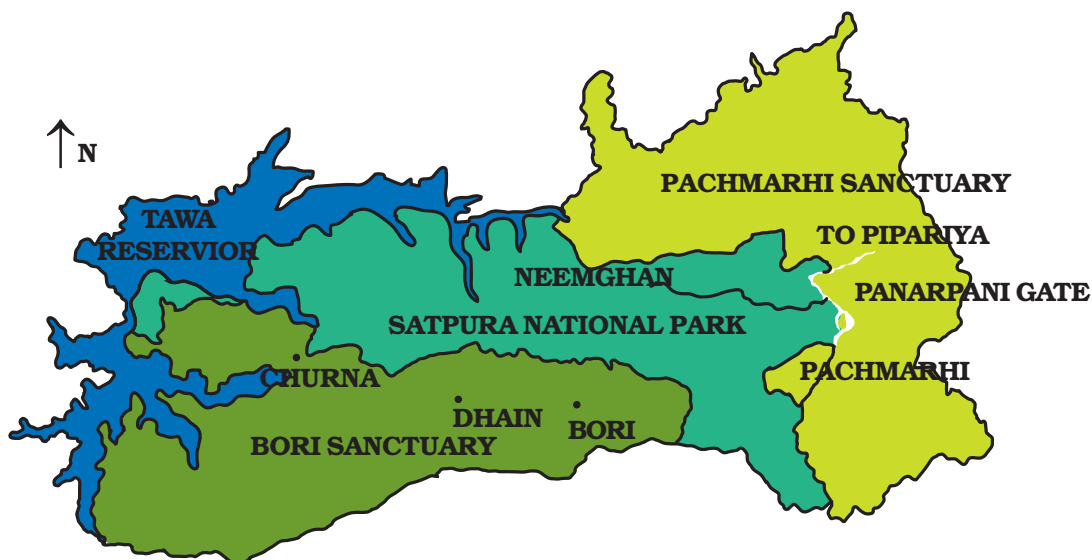 N
PACHMARHI SANCTUARY
TAWA
RESERVIOR
TO PIPARIYA
NEEMGHAN
PANARPANI GATE
SATPURA NATIONAL PARK
CHURNA
PACHMARHI
DHAIN
BORI
BORI SANCTUARY